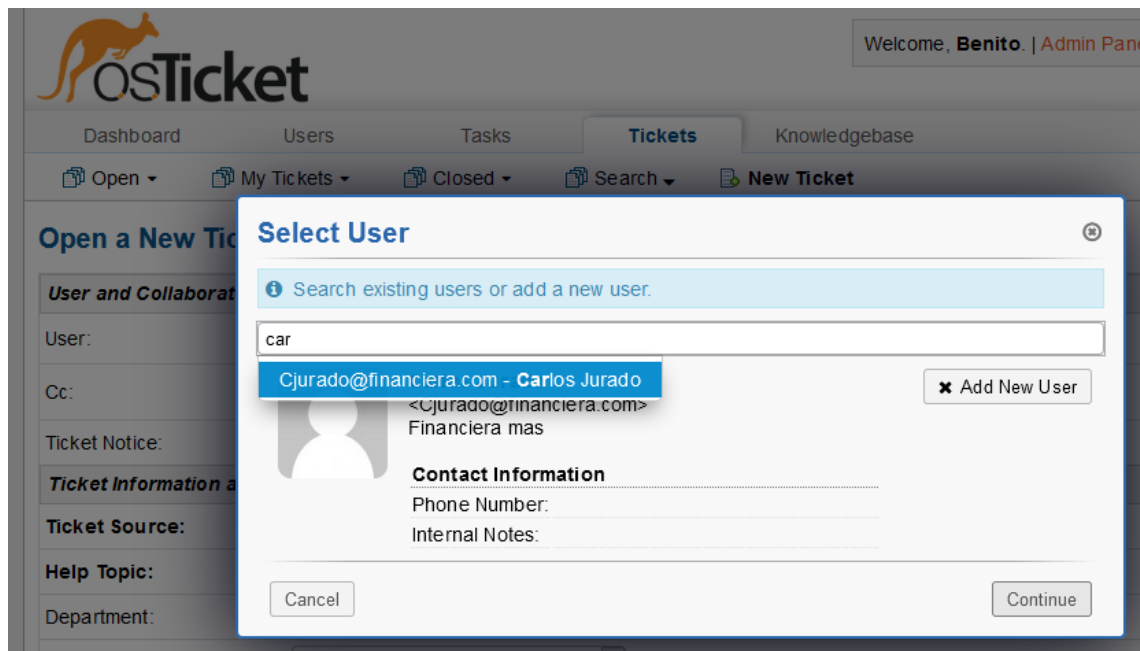 osTicket
Welcome, Benito. | Admin Pan
Dashboard Users Tasks Tickets Knowledgebase
Open My Tickets Closed Search New Ticket
Open a New Tic
Select User
User and Collaborat
Search existing users or add a new user.
User:
car
Cjurado@financiera.com - Carlos Jurado
Cc:
Add New User
<Cjurado@financiera.com>
Financiera mas
Ticket Notice:
Contact Information
Ticket Information a
Phone Number:
Ticket Source:
Internal Notes:
Help Topic:
Cancel Continue
Department: